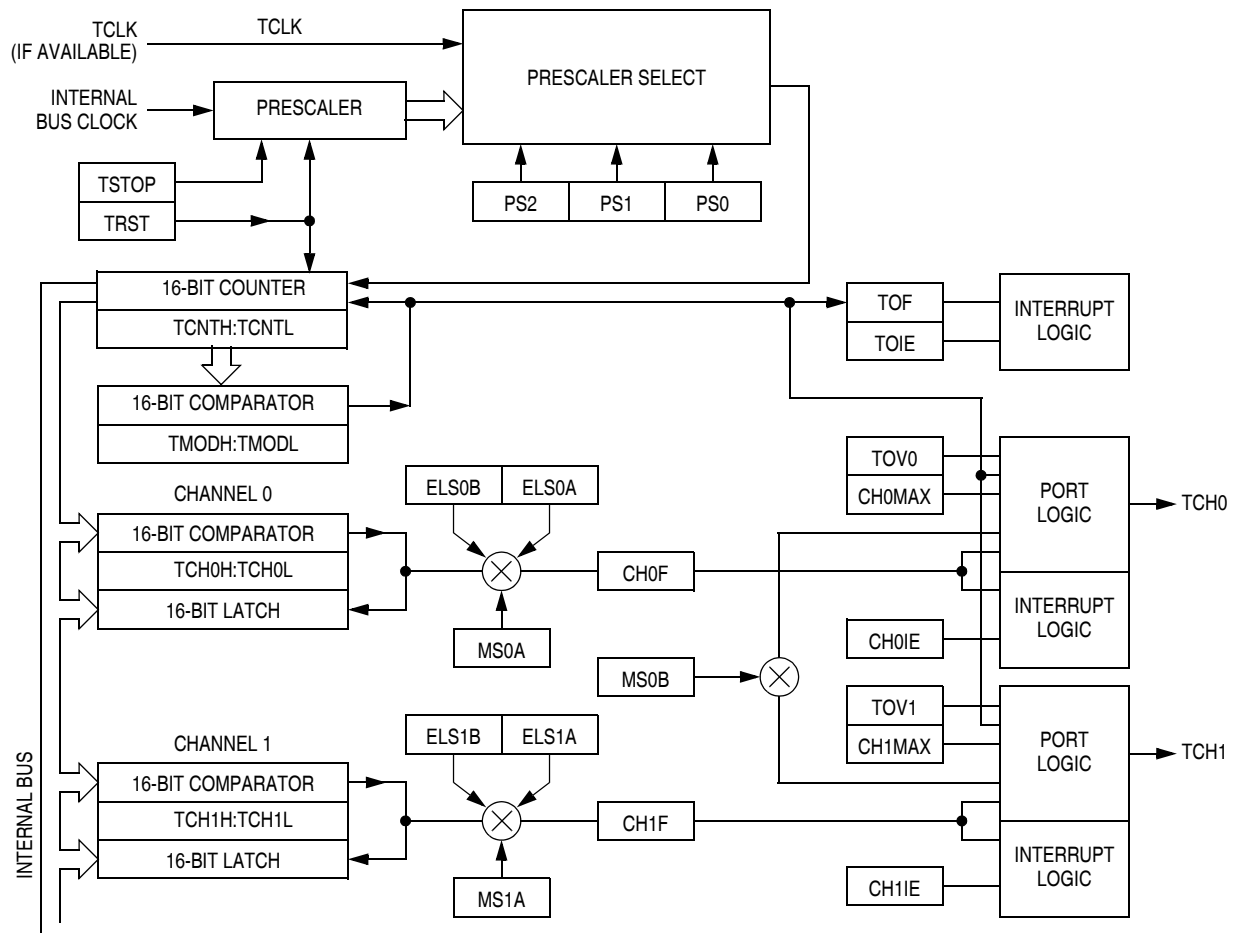 TCLK
(IF AVAILABLE)
TCLK
PRESCALER SELECT
INTERNAL
BUS CLOCK
PRESCALER
TSTOP
TRST
PS2
PS1
PS0
16-BIT COUNTER
TCNTH:TCNTL
TOF
TOIE
INTERRUPT
LOGIC
16-BIT COMPARATOR
TMODH:TMODL
CHANNEL 0
ELS0B
ELS0A
TOV0
CH0MAX
PORT
LOGIC
TCH0
16-BIT COMPARATOR
TCH0H:TCH0L
16-BIT LATCH
CH0F
MS0A
INTERRUPT
LOGIC
CH0IE
MS0B
CHANNEL 1
ELS1B
ELS1A
TOV1
CH1MAX
PORT
LOGIC
TCH1
16-BIT COMPARATOR
TCH1H:TCH1L
16-BIT LATCH
CH1F
MS1A
INTERRUPT
LOGIC
CH1IE
INTERNAL BUS